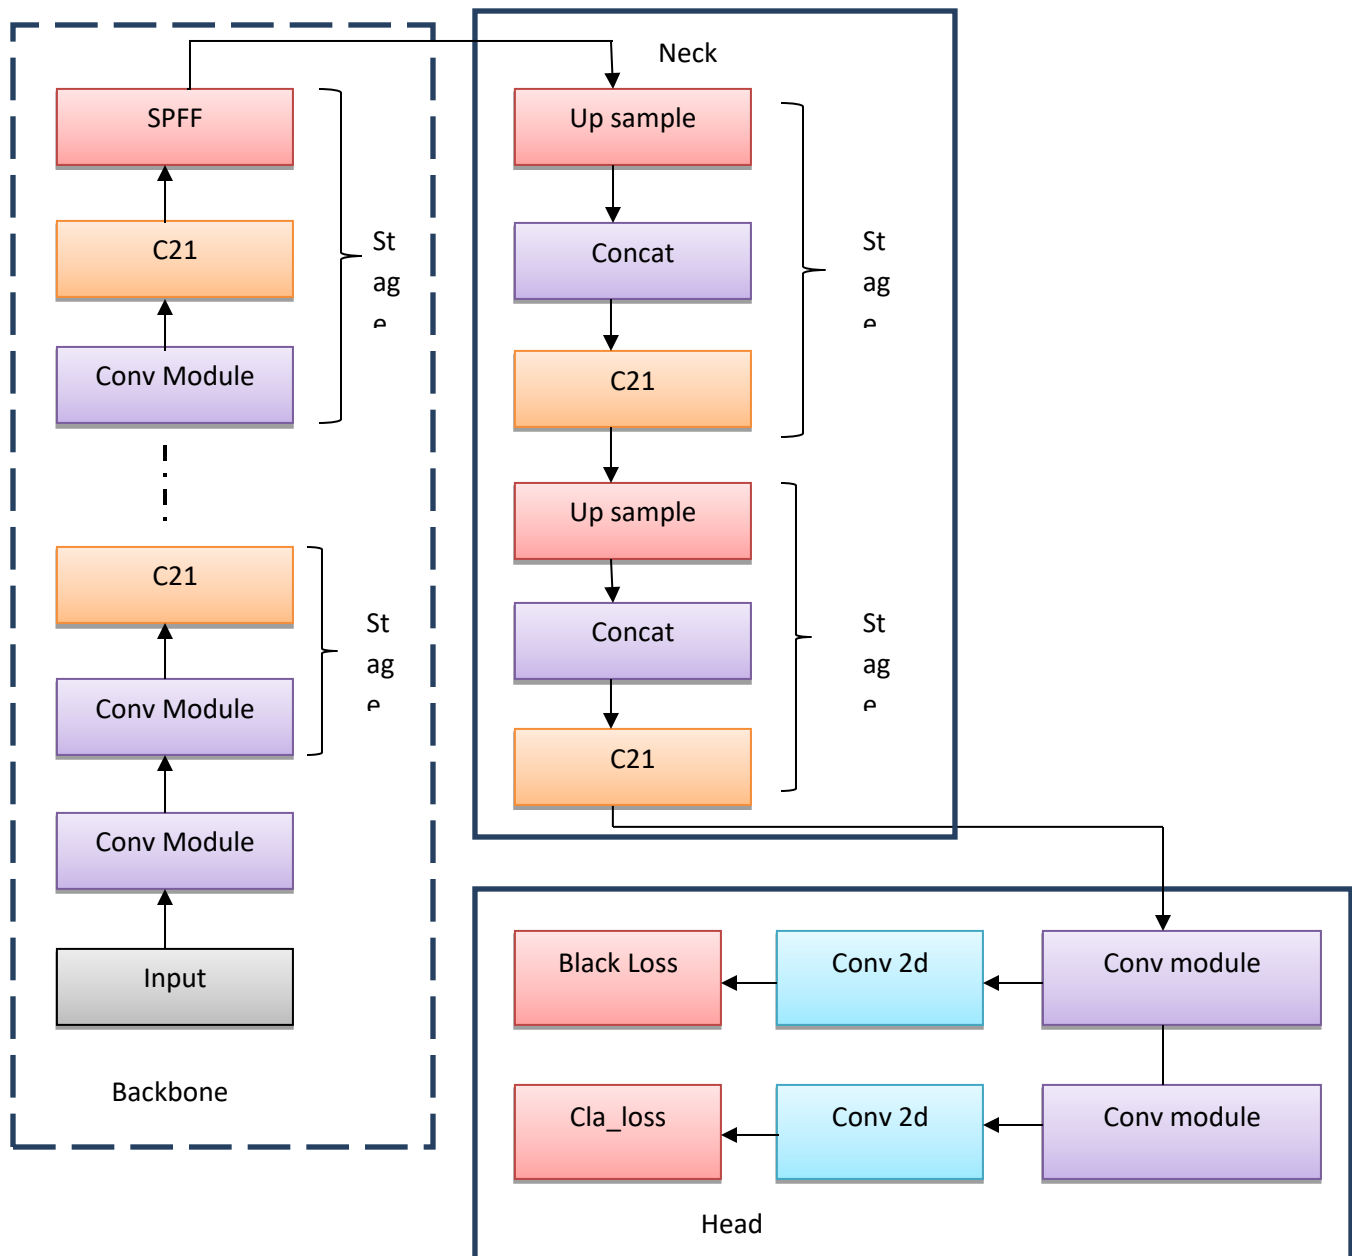 SPFF
C21
Conv Module
St
ag
e
C21
Conv Module
St
ag
e
Conv Module
Input
Backbone
Neck
Up sample
Concat
C21
St
ag
e
Up sample
Concat
C21
St
ag
e
Black Loss
Conv 2d
Conv module
Cla_loss
Conv 2d
Conv module
Head